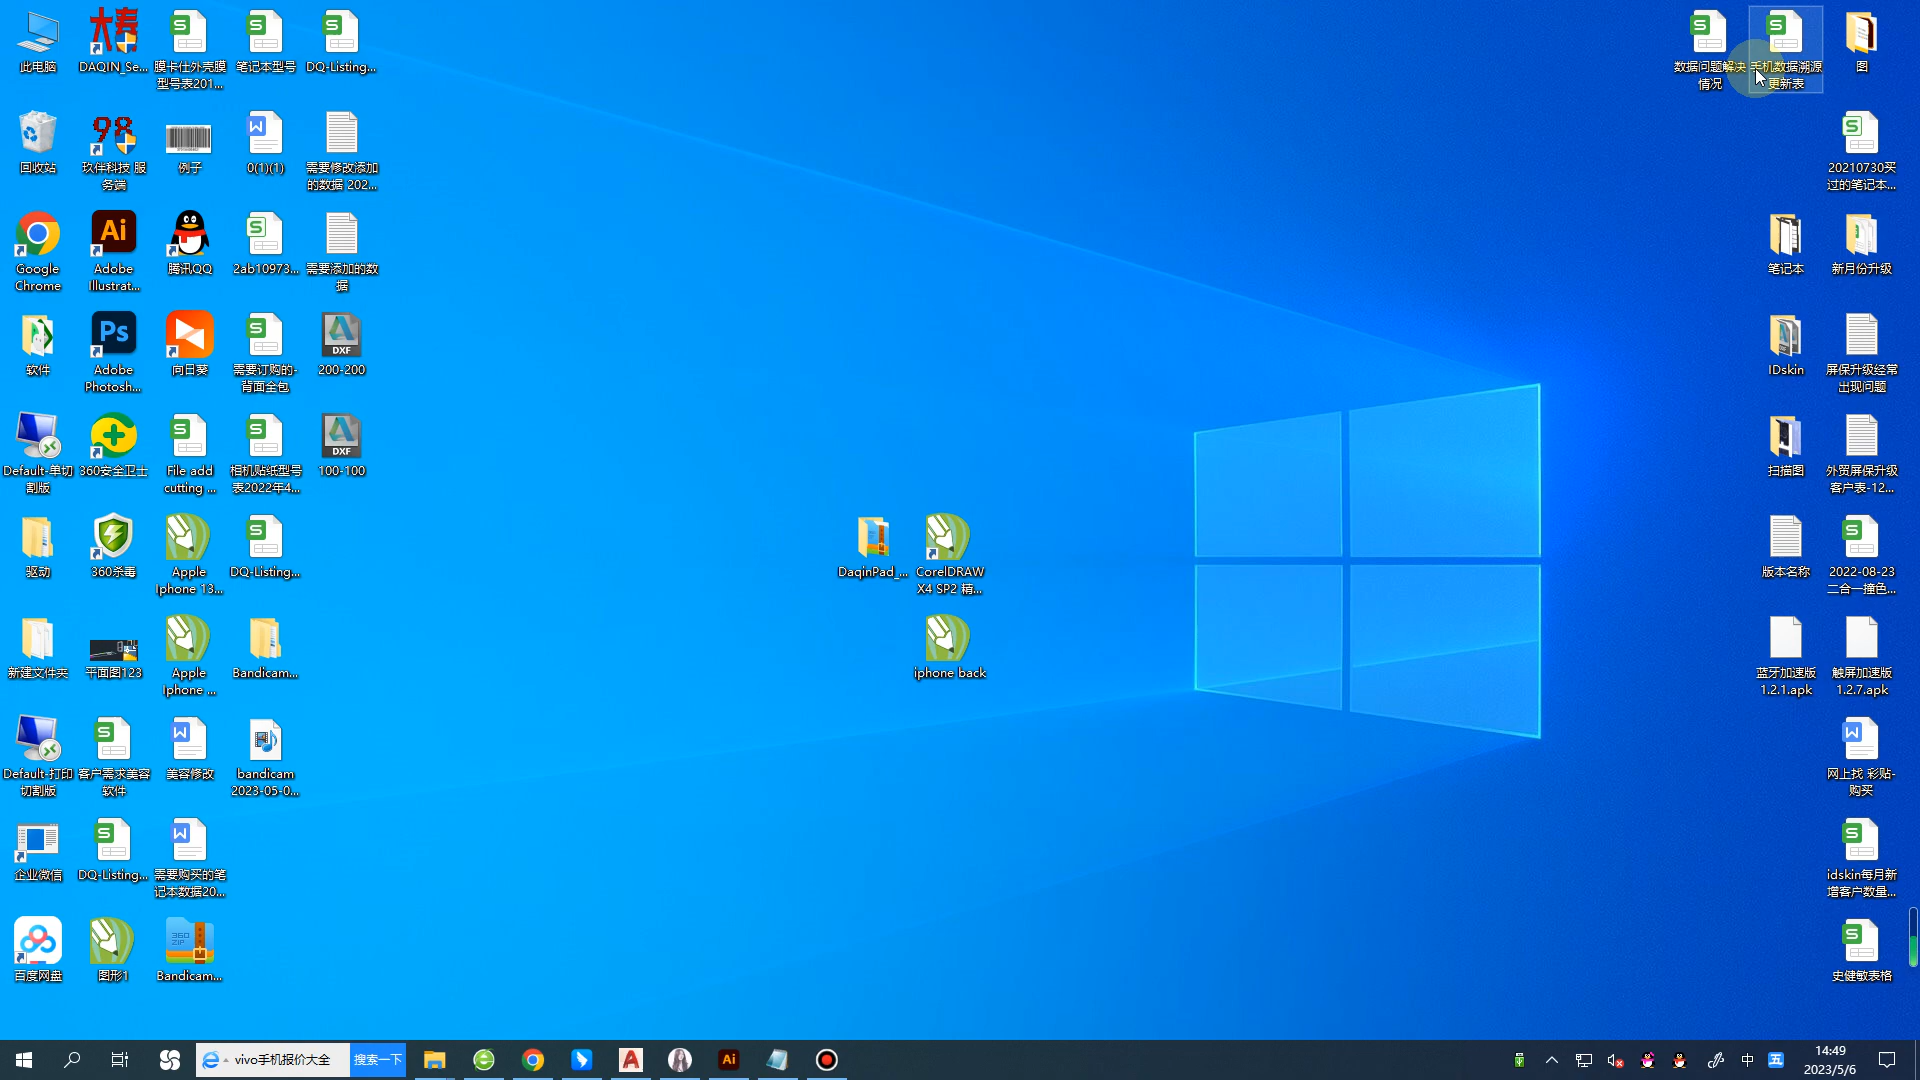 此电脑
DAQIN_Se...
膜卡仕外壳膜
型号表201...
笔记本型号
DQ-Listing...
数据问题解决
情况
手机数据溯源
更新表
图
回收站
98
玖伴科技 服
务端
例子
0(1)(1)
需要修改添加
的数据 202...
20210730买
过的笔记本...
Google
Chrome
Ai
Adobe
Illustrat...
腾讯QQ
2ab10973...
需要添加的数
据
笔记本
新月份升级
软件
Ps
Adobe
Photosh...
向日葵
需要订购的-
背面全包
DXF
200-200
IDskin
屏保升级经常
出现问题
Default-单切
割版
360安全卫士
File add
cutting ...
相机贴纸型号
表2022年4...
DXF
100-100
扫描图
外贸屏保升级
客户表-12...
驱动
360杀毒
Apple
Iphone 13...
DQ-Listing...
DaqinPad_...
CorelDRAW
X4 SP2 精...
版本名称
2022-08-23
二合一撞色...
新建文件夹
平面图123
Apple
Iphone ...
Bandicam...
iphone back
蓝牙加速版
1.2.1.apk
触屏加速版
1.2.7.apk
Default-打印
切割版
客户需求美容
软件
美容修改
bandicam
2023-05-0...
网上找 彩贴-
购买
企业微信
DQ-Listing...
需要购买的笔
记本数据20...
idskin每月新
增客户数量...
百度网盘
图形1
360
ZIP
Bandicam...
史健敏表格
vivo手机报价大全
搜索一下
Ai
中
五
14:49
2023/5/6